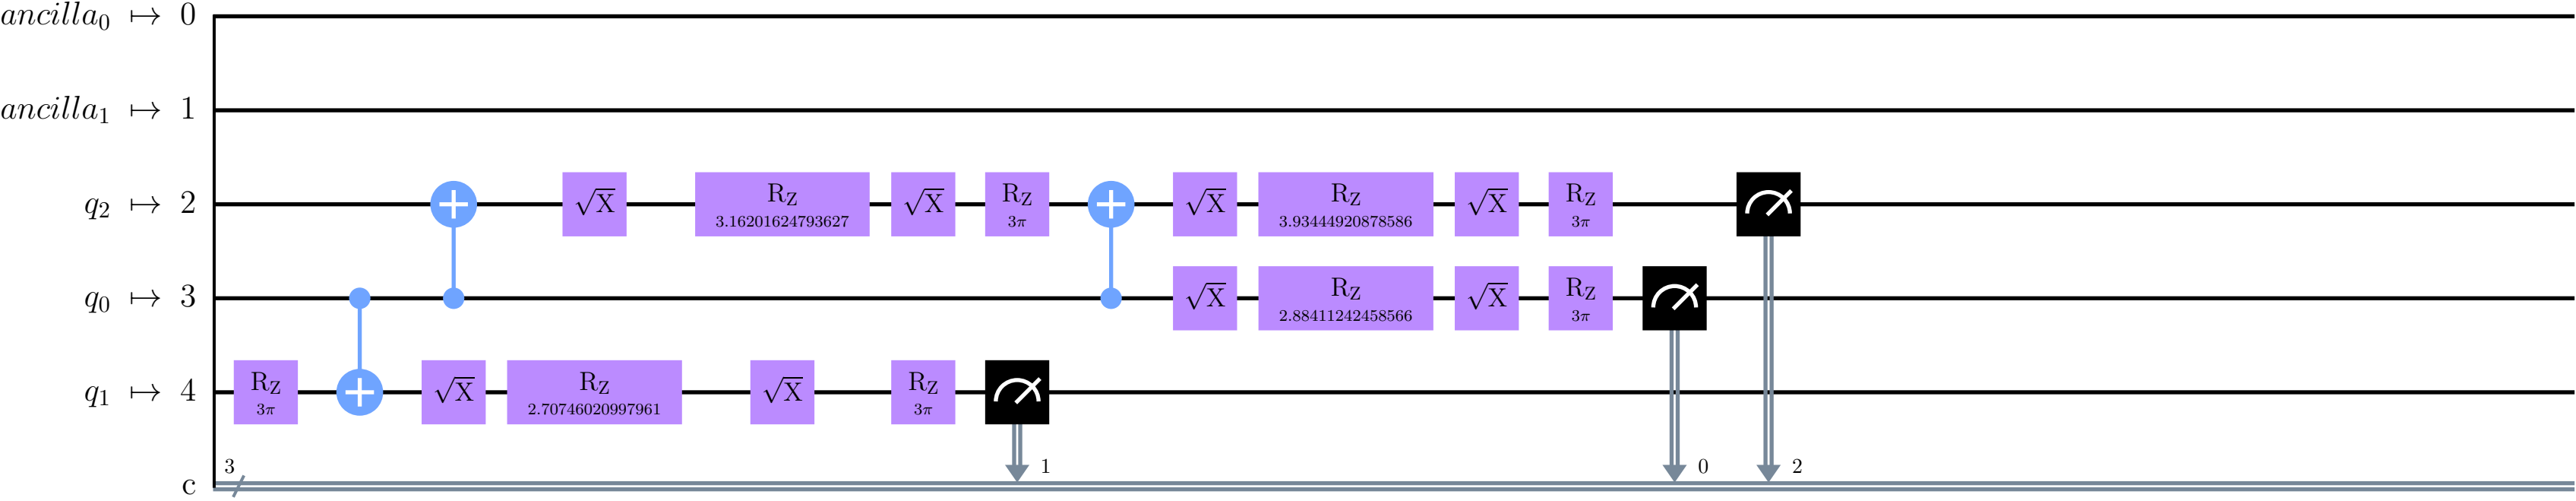 ancilla₀ ↦ 0
ancilla₁ ↦ 1
q₂ ↦ 2 √X R_Z 3.16201624793627 √X R_Z 3π √X R_Z 3.93444920878586 √X R_Z 3π
q₀ ↦ 3 √X R_Z 2.88411242458566 √X R_Z 3π
q₁ ↦ 4 R_Z 3π √X R_Z 2.70746020997961 √X R_Z 3π
c 3 1 0 2